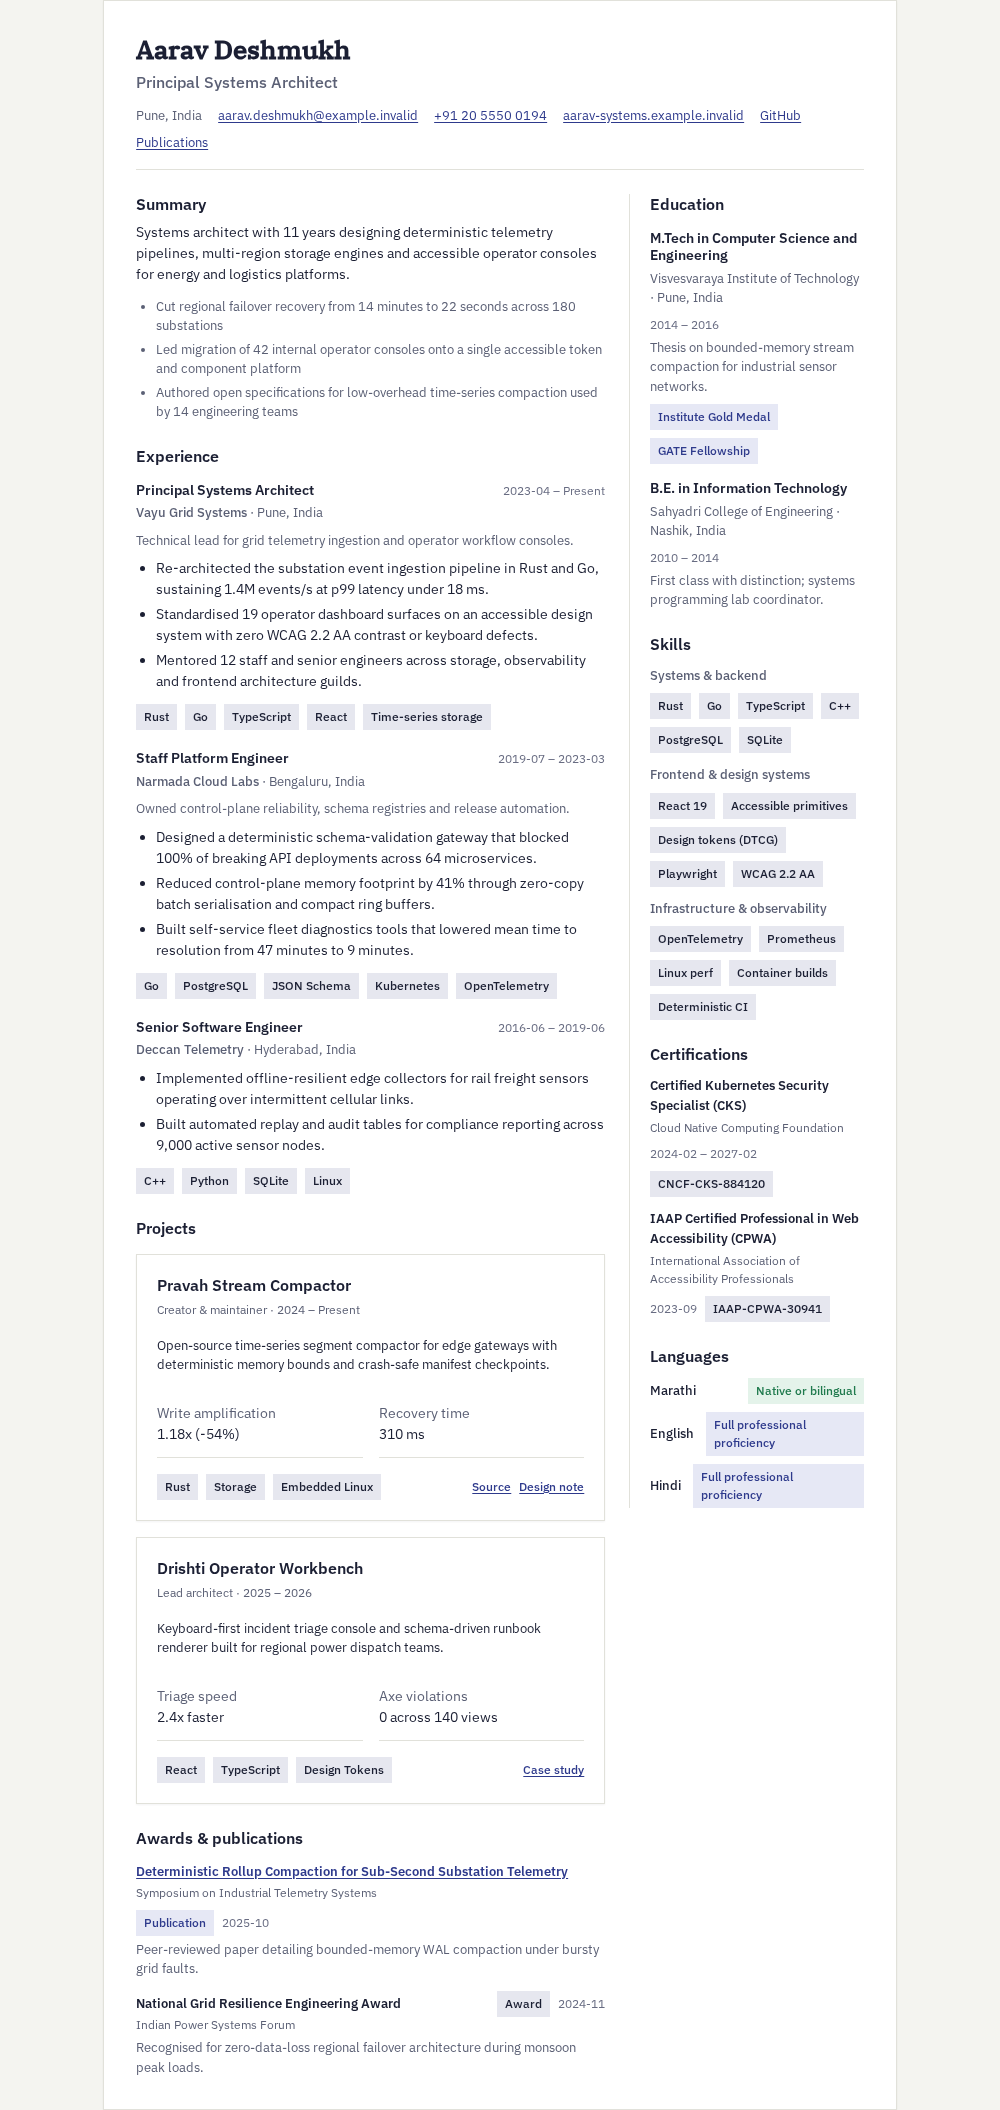 Aarav Deshmukh
Principal Systems Architect
Pune, India aarav.deshmukh@example.invalid +91 20 5550 0194 aarav-systems.example.invalid GitHub
Publications
Summary
Systems architect with 11 years designing deterministic telemetry
pipelines, multi-region storage engines and accessible operator consoles
for energy and logistics platforms.
• Cut regional failover recovery from 14 minutes to 22 seconds across 180
substations
• Led migration of 42 internal operator consoles onto a single accessible token
and component platform
• Authored open specifications for low-overhead time-series compaction used
by 14 engineering teams
Experience
Principal Systems Architect 2023-04 – Present
Vayu Grid Systems · Pune, India
Technical lead for grid telemetry ingestion and operator workflow consoles.
• Re-architected the substation event ingestion pipeline in Rust and Go,
sustaining 1.4M events/s at p99 latency under 18 ms.
• Standardised 19 operator dashboard surfaces on an accessible design
system with zero WCAG 2.2 AA contrast or keyboard defects.
• Mentored 12 staff and senior engineers across storage, observability
and frontend architecture guilds.
Rust Go TypeScript React Time-series storage
Staff Platform Engineer 2019-07 – 2023-03
Narmada Cloud Labs · Bengaluru, India
Owned control-plane reliability, schema registries and release automation.
• Designed a deterministic schema-validation gateway that blocked
100% of breaking API deployments across 64 microservices.
• Reduced control-plane memory footprint by 41% through zero-copy
batch serialisation and compact ring buffers.
• Built self-service fleet diagnostics tools that lowered mean time to
resolution from 47 minutes to 9 minutes.
Go PostgreSQL JSON Schema Kubernetes OpenTelemetry
Senior Software Engineer 2016-06 – 2019-06
Deccan Telemetry · Hyderabad, India
• Implemented offline-resilient edge collectors for rail freight sensors
operating over intermittent cellular links.
• Built automated replay and audit tables for compliance reporting across
9,000 active sensor nodes.
C++ Python SQLite Linux
Projects
Pravah Stream Compactor
Creator & maintainer · 2024 – Present
Open-source time-series segment compactor for edge gateways with
deterministic memory bounds and crash-safe manifest checkpoints.
Write amplification Recovery time
1.18x (-54%) 310 ms
Rust Storage Embedded Linux Source Design note
Drishti Operator Workbench
Lead architect · 2025 – 2026
Keyboard-first incident triage console and schema-driven runbook
renderer built for regional power dispatch teams.
Triage speed Axe violations
2.4x faster 0 across 140 views
React TypeScript Design Tokens Case study
Awards & publications
Deterministic Rollup Compaction for Sub-Second Substation Telemetry
Symposium on Industrial Telemetry Systems
Publication 2025-10
Peer-reviewed paper detailing bounded-memory WAL compaction under bursty
grid faults.
National Grid Resilience Engineering Award Award 2024-11
Indian Power Systems Forum
Recognised for zero-data-loss regional failover architecture during monsoon
peak loads.
Education
M.Tech in Computer Science and
Engineering
Visvesvaraya Institute of Technology
· Pune, India
2014 – 2016
Thesis on bounded-memory stream
compaction for industrial sensor
networks.
Institute Gold Medal
GATE Fellowship
B.E. in Information Technology
Sahyadri College of Engineering ·
Nashik, India
2010 – 2014
First class with distinction; systems
programming lab coordinator.
Skills
Systems & backend
Rust Go TypeScript C++
PostgreSQL SQLite
Frontend & design systems
React 19 Accessible primitives
Design tokens (DTCG)
Playwright WCAG 2.2 AA
Infrastructure & observability
OpenTelemetry Prometheus
Linux perf Container builds
Deterministic CI
Certifications
Certified Kubernetes Security
Specialist (CKS)
Cloud Native Computing Foundation
2024-02 – 2027-02
CNCF-CKS-884120
IAAP Certified Professional in Web
Accessibility (CPWA)
International Association of
Accessibility Professionals
2023-09 IAAP-CPWA-30941
Languages
Marathi Native or bilingual
English Full professional
proficiency
Hindi Full professional
proficiency